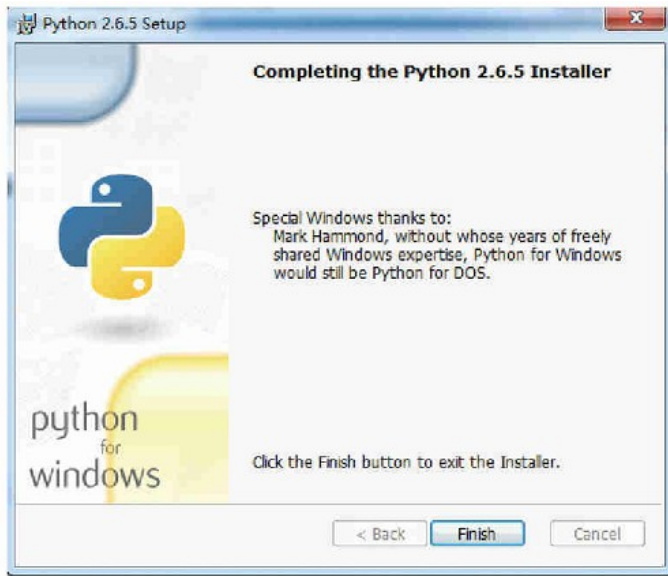 Python 2.6.5 Setup
Completing the Python 2.6.5 Installer
Special Windows thanks to:
Mark Hammond, without whose years of freely
shared Windows expertise, Python for Windows
would still be Python for DOS.
python
for
windows
Click the Finish button to exit the Installer.
< Back
Finish
Cancel